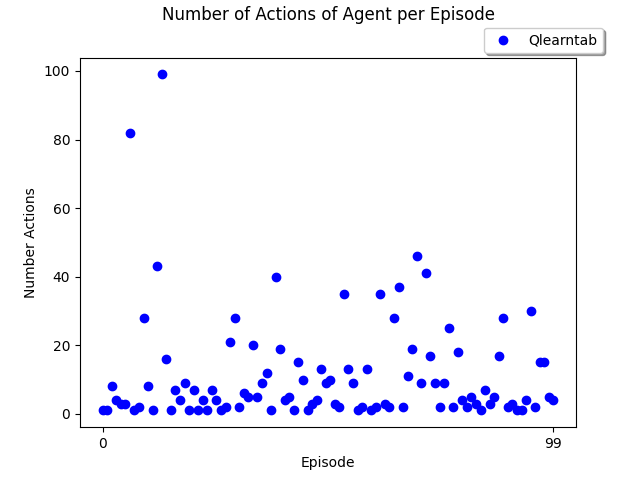 Number of Actions of Agent per Episode
Qlearntab
100
80
60
40
20
0
Number Actions
0 99
Episode